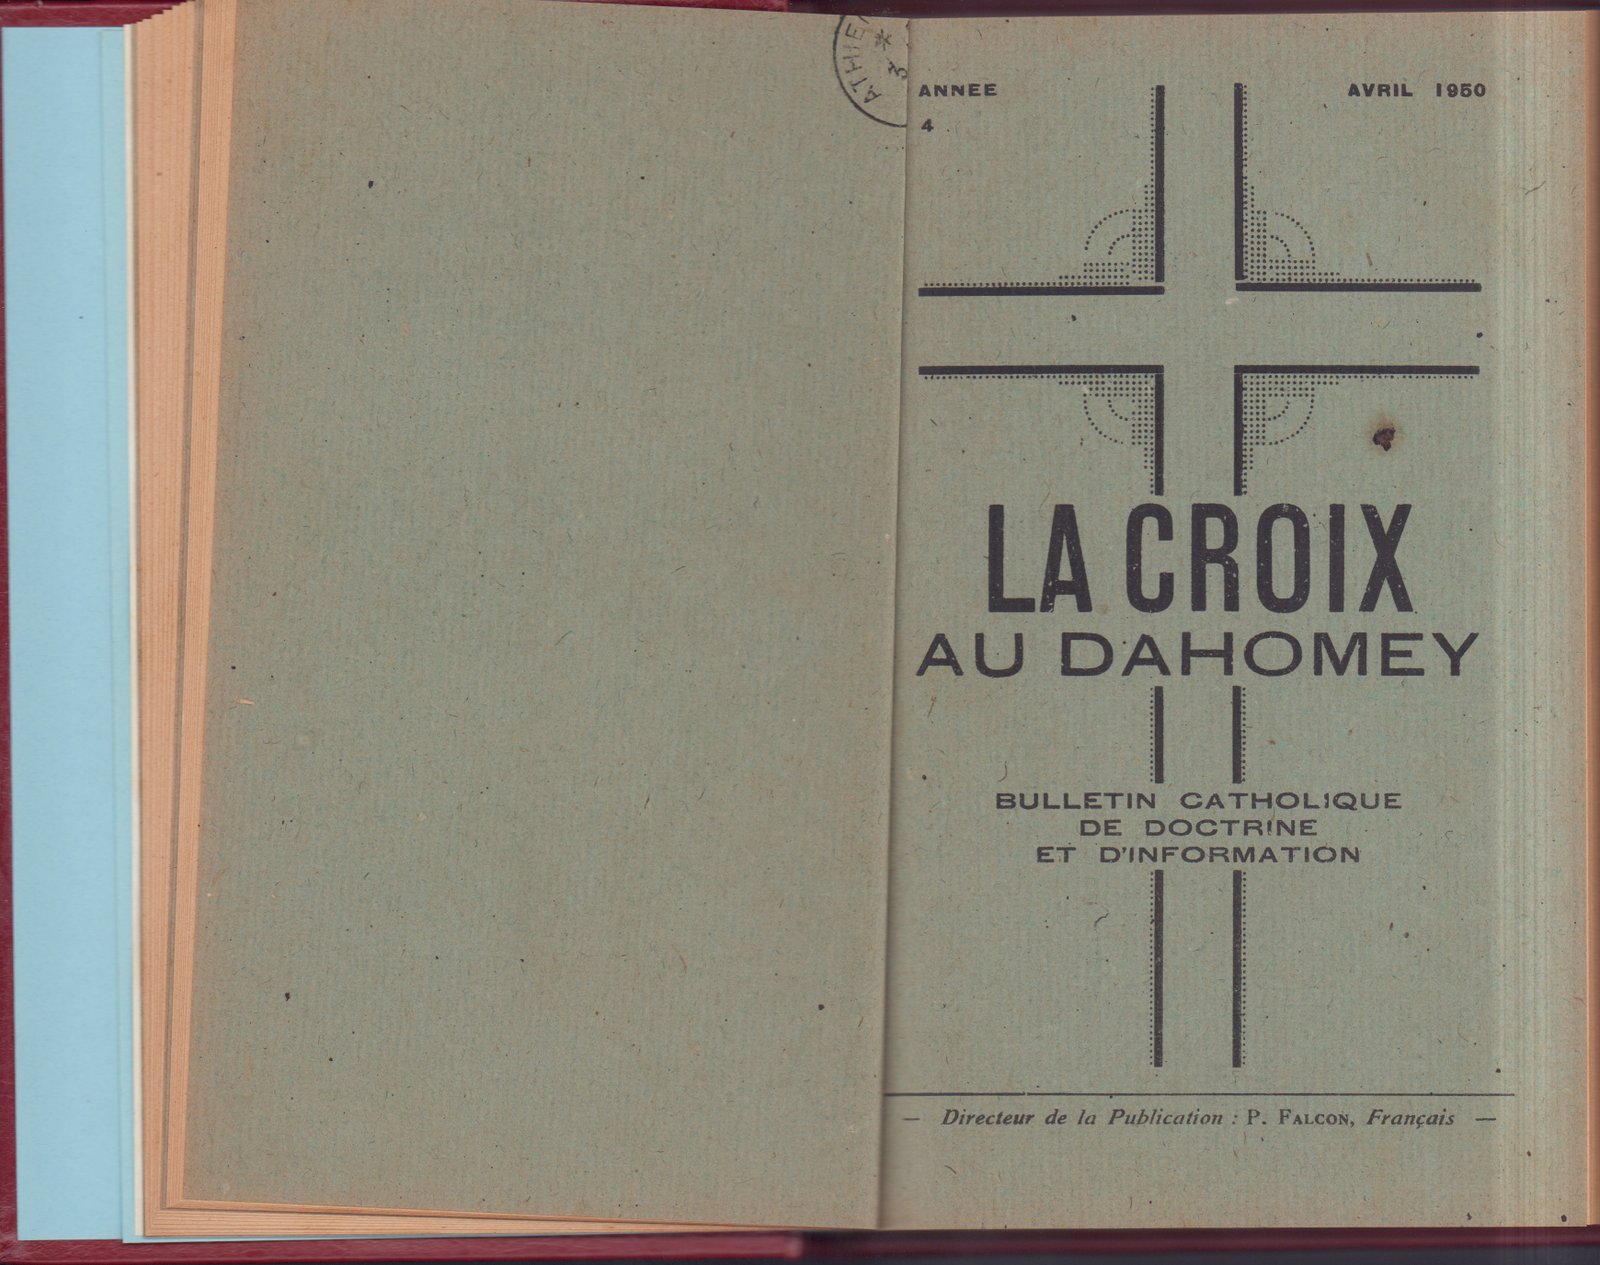 3
ANNEE
AVRIL 1950
4
LA CROIX
AU DAHOMEY
BULLETIN CATHOLIQUE
DE DOCTRINE
ET D'INFORMATION
— Directeur de la Publication : P. FALCON, Français —